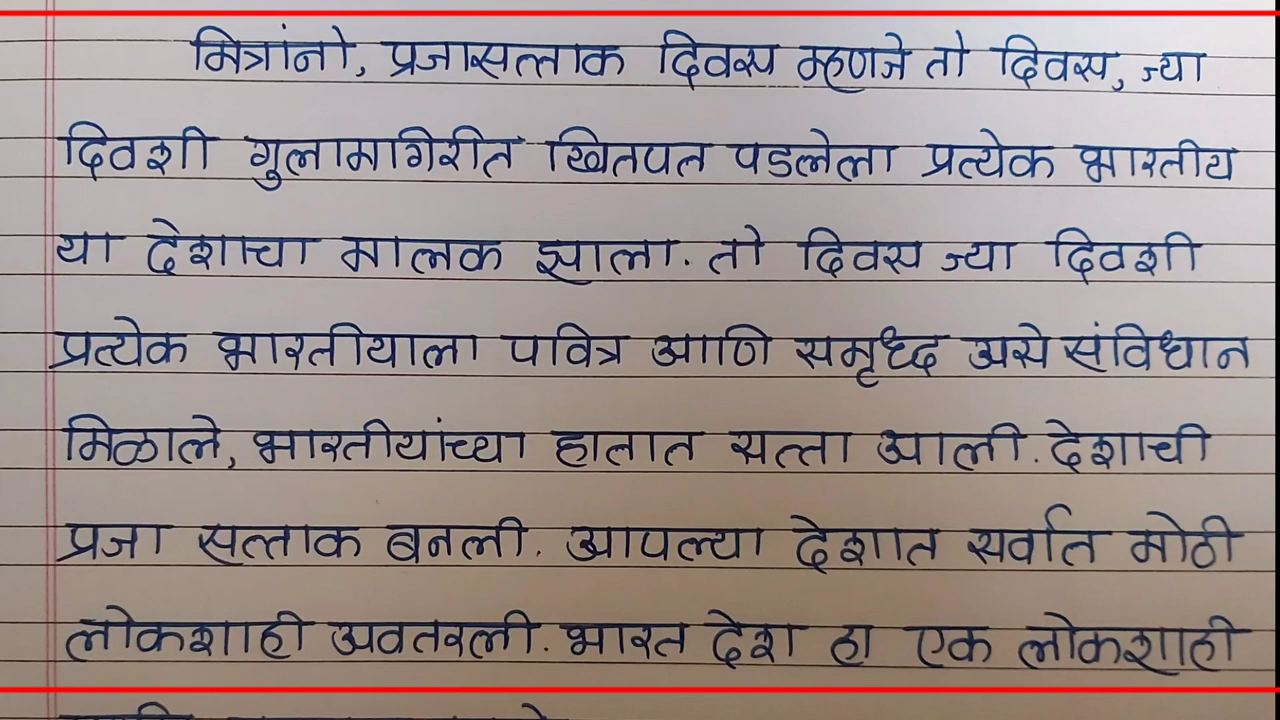 मित्रांनो, प्रजासत्ताक दिवस म्हणजे तो दिवस, ज्या
दिवशी गुलामगिरीत खितपत पडलेला प्रत्येक भारतीय
या देशाचा मालक झाला. तो दिवस ज्या दिवशी
प्रत्येक भारतीयाला पवित्र आणि समृध्द असे संविधान
मिळाले, भारतीयांच्या हातात सत्ता आली. देशाची
प्रजा सत्ताक बनली. आपल्या देशात सर्वात मोठी
लोकशाही अवतरली. भारत देश हा एक लोकशाही